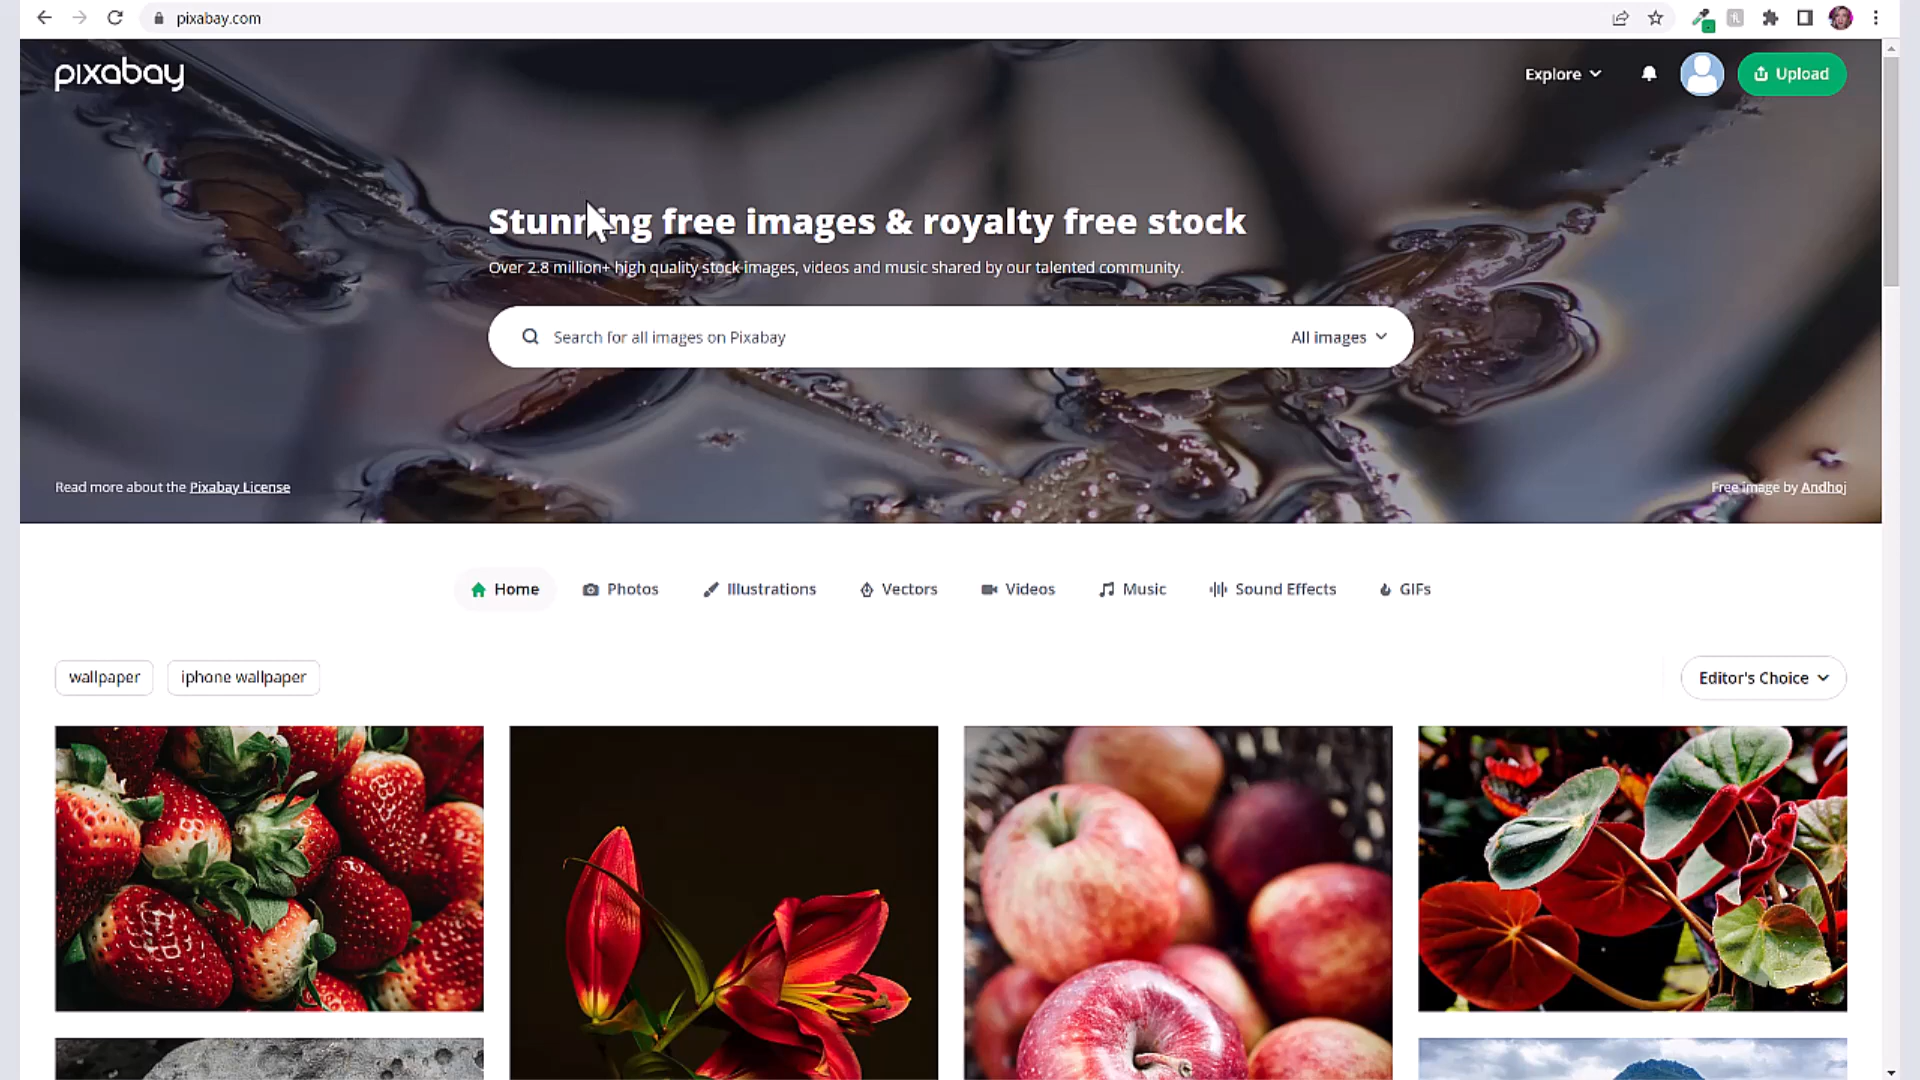 pixabay.com
pixabay
Explore
Upload
Stunning free images & royalty free stock
Over 2.8 million+ high quality stock images, videos and music shared by our talented community.
Search for all images on Pixabay
All images
Read more about the Pixabay License
Free image by Andhoj
Home
Photos
Illustrations
Vectors
Videos
Music
Sound Effects
GIFs
wallpaper
iphone wallpaper
Editor's Choice